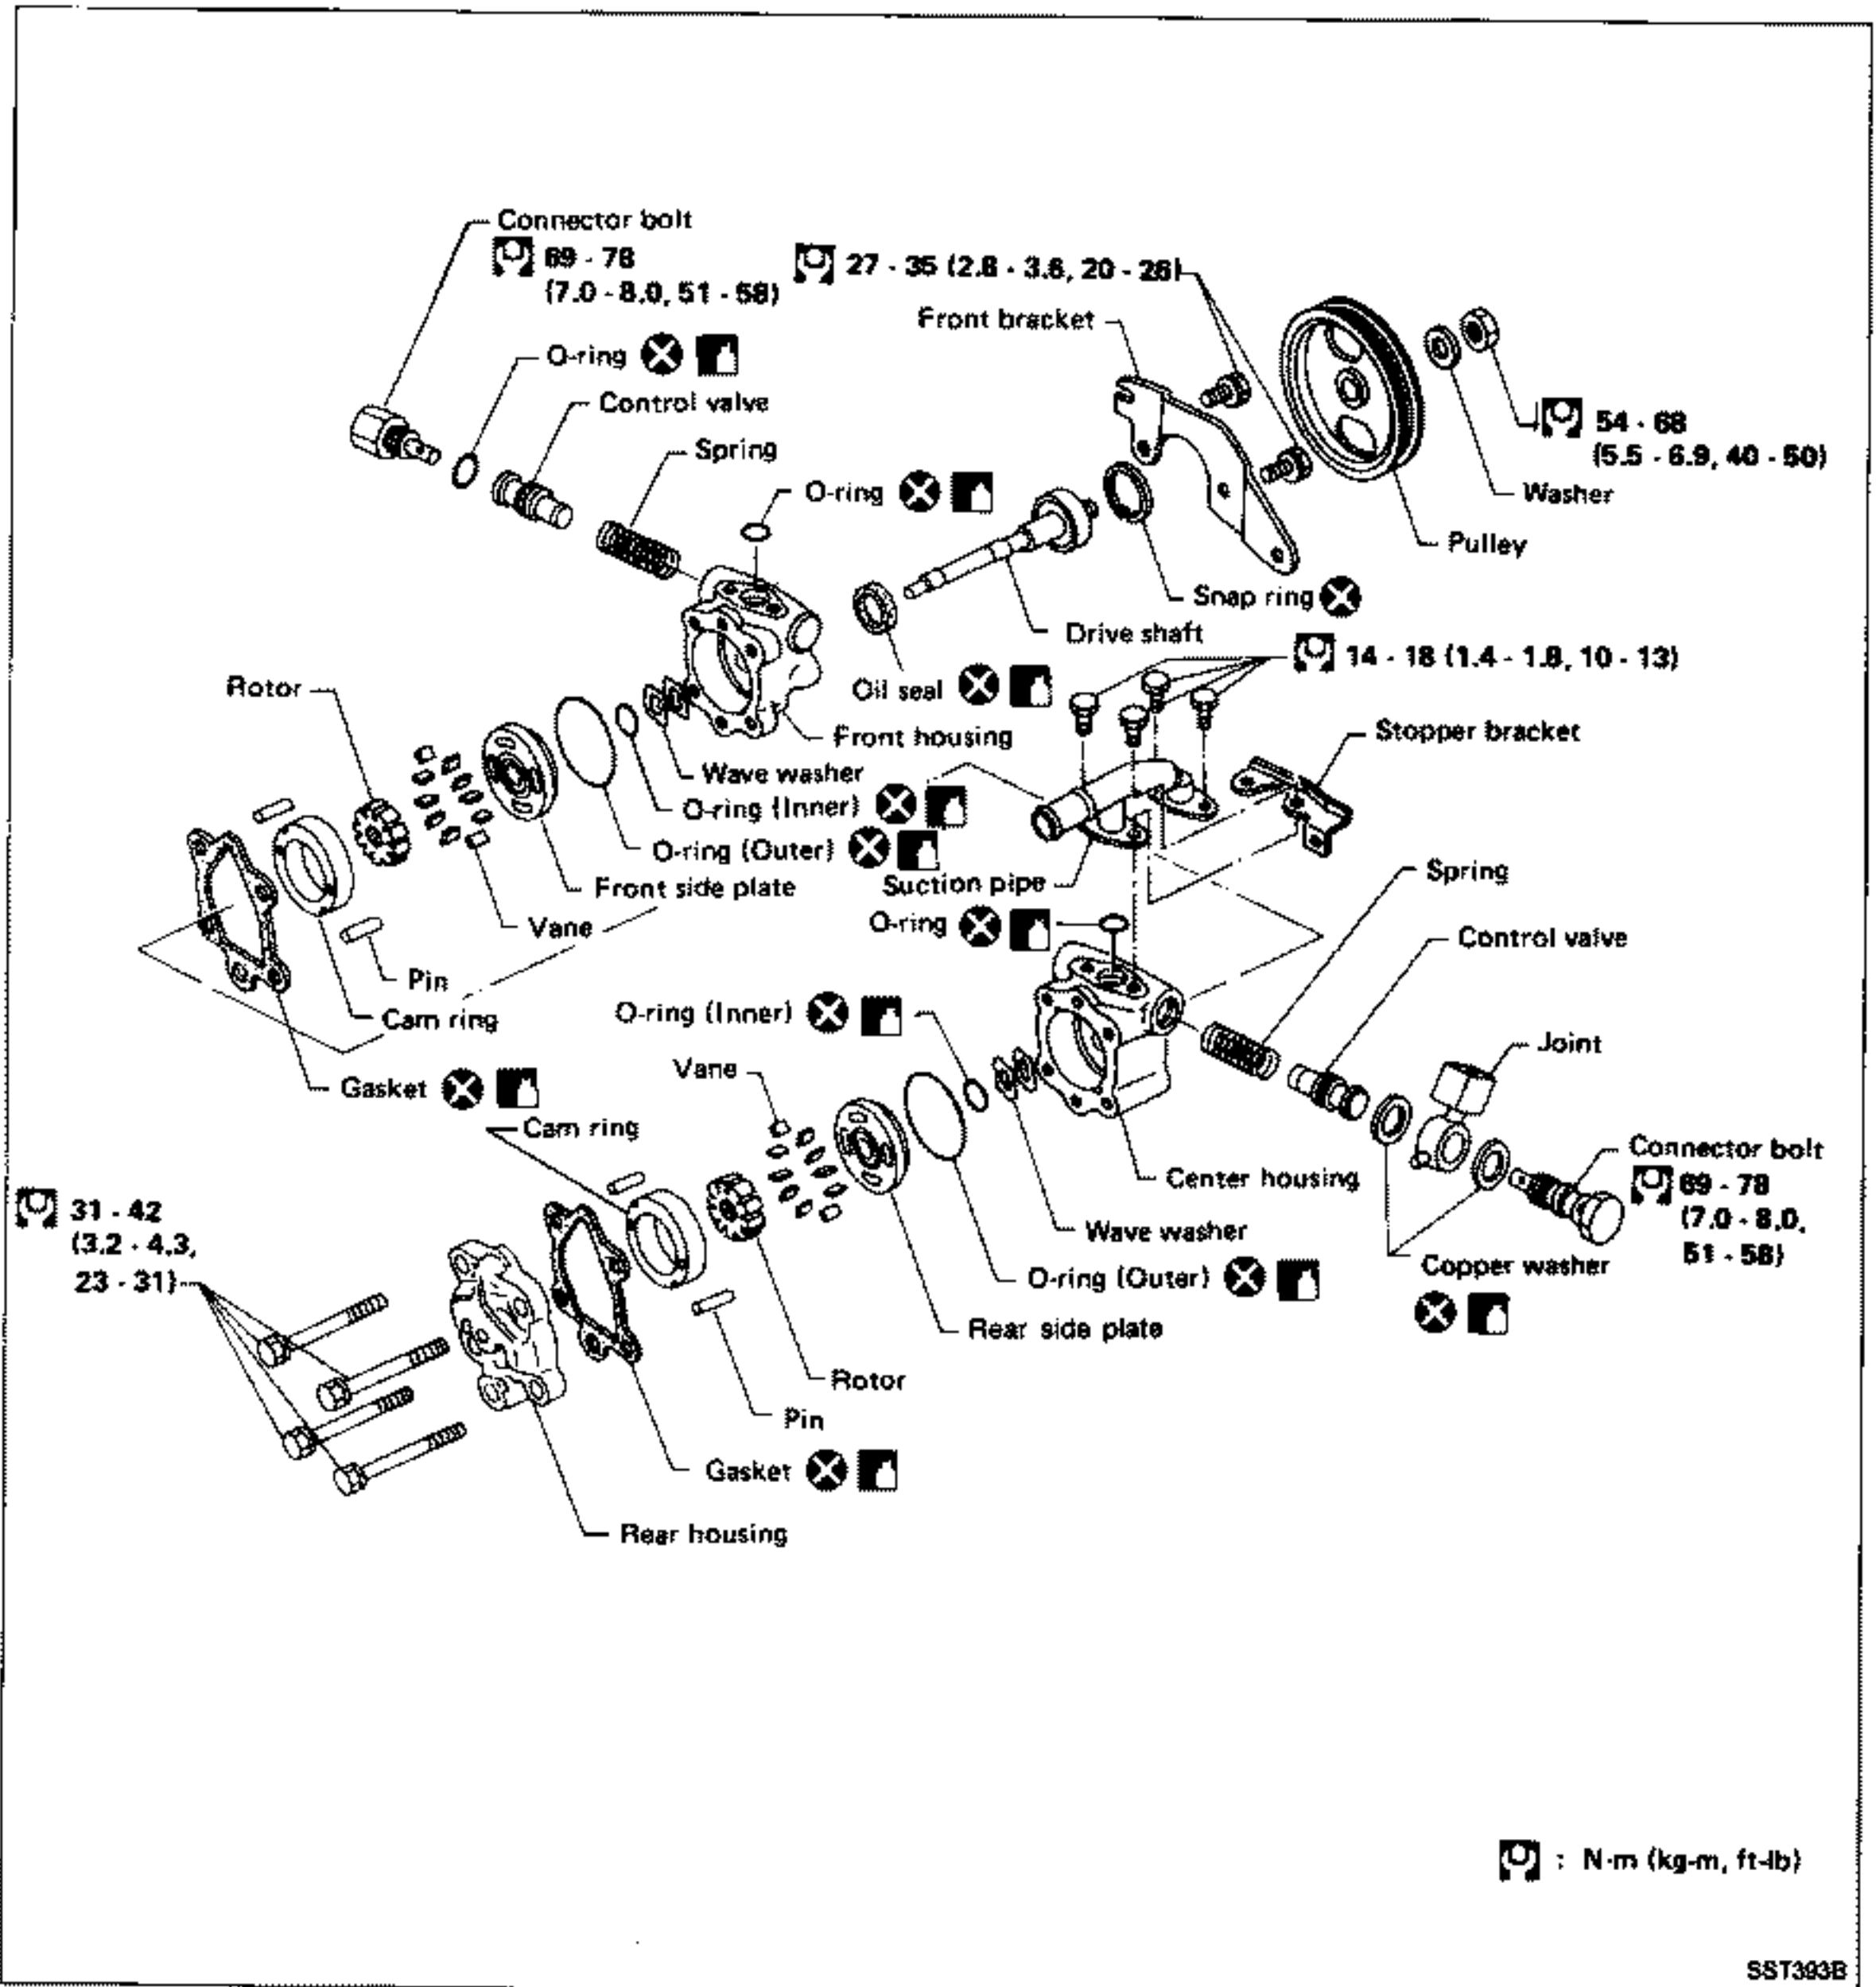 Connector bolt
69 - 78
(7.0 - 8.0, 51 - 58)
27 - 35 (2.8 - 3.6, 20 - 26)
Front bracket
O-ring
Control valve
Spring
O-ring
54 - 68
(5.5 - 6.9, 40 - 50)
Washer
Pulley
Snap ring
Drive shaft
14 - 18 (1.4 - 1.8, 10 - 13)
Rotor
Oil seal
Front housing
Stopper bracket
Wave washer
O-ring (Inner)
O-ring (Outer)
Front side plate
Suction pipe
Spring
Vane
O-ring
Control valve
Pin
Cam ring
O-ring (Inner)
Joint
Gasket
Vane
Cam ring
Connector bolt
69 - 78
(7.0 - 8.0,
51 - 58)
Center housing
31 - 42
(3.2 - 4.3,
23 - 31)
Wave washer
Copper washer
O-ring (Outer)
Rear side plate
Rotor
Pin
Gasket
Rear housing
: N·m (kg-m, ft-lb)
SST393B